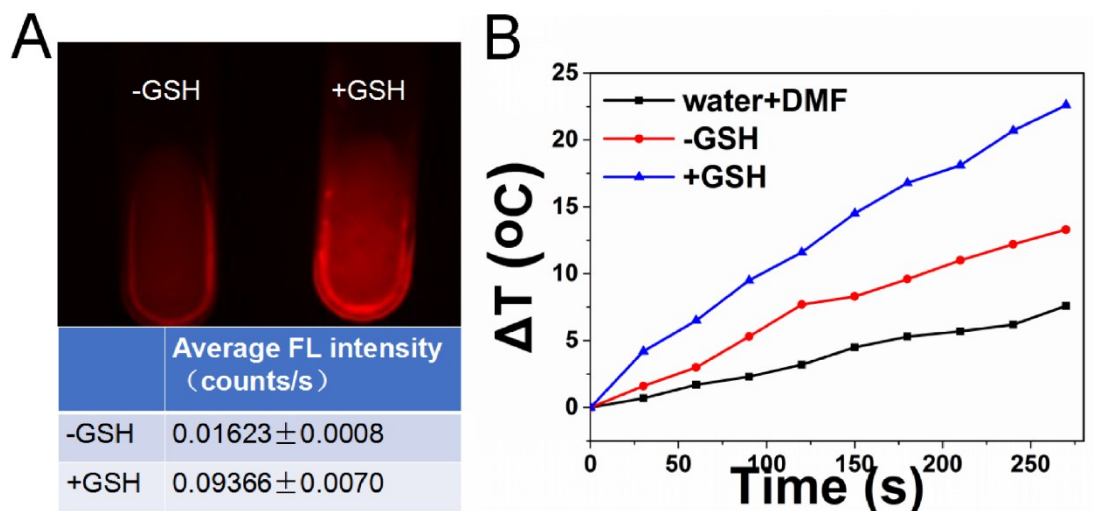 A
-GSH +GSH
Average FL intensity
（counts/s）
-GSH 0.01623±0.0008
+GSH 0.09366±0.0070
B
25
20
15
10
5
0
ΔT (oC)
water+DMF
-GSH
+GSH
0 50 100 150 200 250
Time (s)